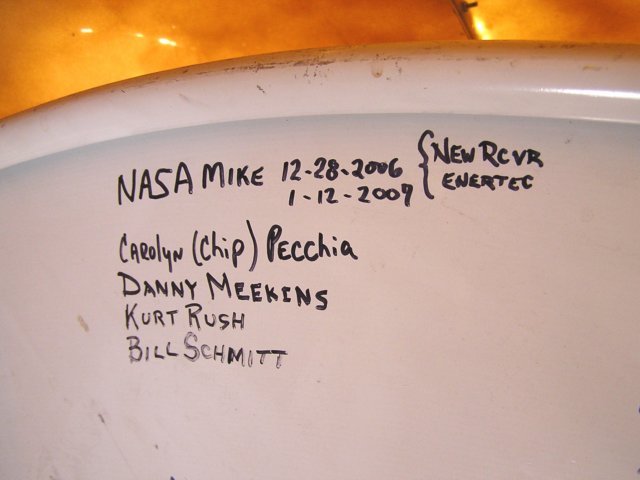 NASA MIKE 12-28-2006 { NEW RCVR
1-12-2007 ENERTEC
CAROLYN (Chip) PECChia
DANNY MEEKINS
KURT RUSH
BILL SCHMITT